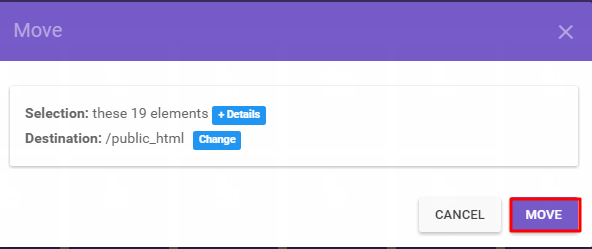 Move
Selection: these 19 elements + Details
Destination: /public_html Change
CANCEL MOVE